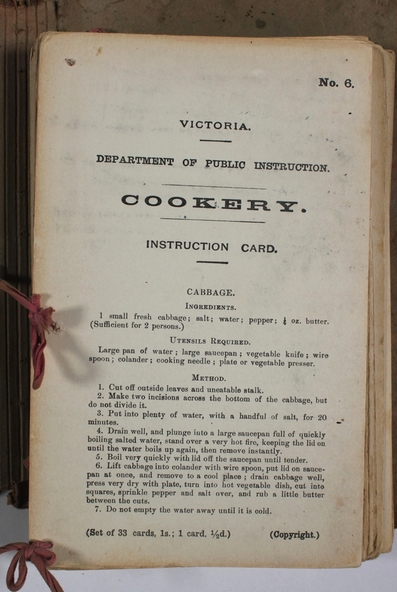 No. 6.
VICTORIA.
DEPARTMENT OF PUBLIC INSTRUCTION.
COOKERY.
INSTRUCTION CARD.
CABBAGE.
INGREDIENTS.
1 small fresh cabbage; salt; water; pepper; ½ oz. butter.
(Sufficient for 2 persons.)
UTENSILS REQUIRED.
Large pan of water; large saucepan; vegetable knife; wire
spoon; colander; cooking needle; plate or vegetable presser.
METHOD.
1. Cut off outside leaves and uneatable stalk.
2. Make two incisions across the bottom of the cabbage, but
do not divide it.
3. Put into plenty of water, with a handful of salt, for 20
minutes.
4. Drain well, and plunge into a large saucepan full of quickly
boiling salted water, stand over a very hot fire, keeping the lid on
until the water boils up again, then remove instantly.
5. Boil very quickly with lid off the saucepan until tender.
6. Lift cabbage into colander with wire spoon, put lid on sauce-
pan at once, and remove to a cool place; drain cabbage well,
press very dry with plate, turn into hot vegetable dish, cut into
squares, sprinkle pepper and salt over, and rub a little butter
between the cuts.
7. Do not empty the water away until it is cold.
(Set of 33 cards, 1s.; 1 card, ½d.) (Copyright.)